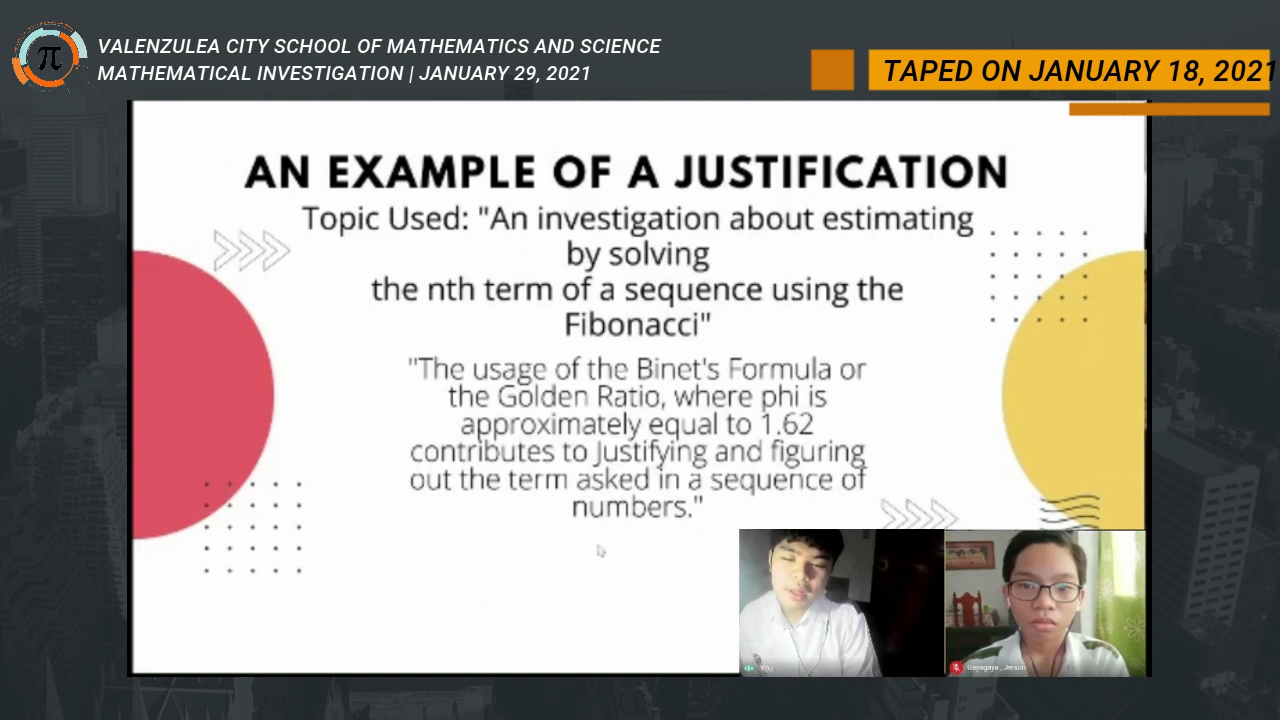 VALENZULEA CITY SCHOOL OF MATHEMATICS AND SCIENCE
MATHEMATICAL INVESTIGATION | JANUARY 29, 2021
π
TAPED ON JANUARY 18, 2021
AN EXAMPLE OF A JUSTIFICATION
Topic Used: "An investigation about estimating
by solving
the nth term of a sequence using the
Fibonacci"
"The usage of the Binet's Formula or
the Golden Ratio, where phi is
approximately equal to 1.62
contributes to Justifying and figuring
out the term asked in a sequence of
numbers."
You
Gayagaya , Jerson